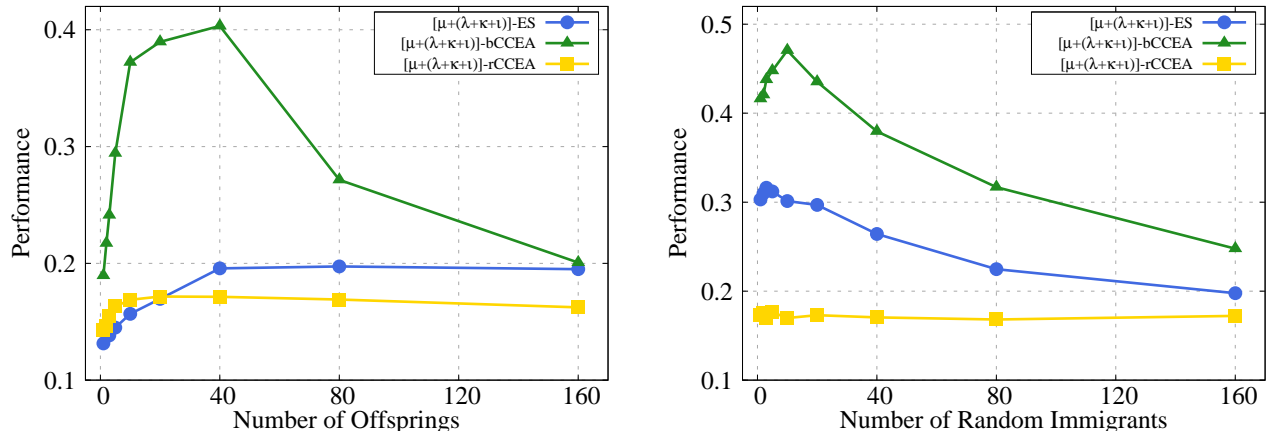 0.4
0.3
0.2
0.1
Performance
0 40 80 120 160
Number of Offsprings
[μ+(λ+κ+ι)]-ES
[μ+(λ+κ+ι)]-bCCEA
[μ+(λ+κ+ι)]-rCCEA
0.5
0.4
0.3
0.2
0.1
Performance
0 40 80 120 160
Number of Random Immigrants
[μ+(λ+κ+ι)]-ES
[μ+(λ+κ+ι)]-bCCEA
[μ+(λ+κ+ι)]-rCCEA